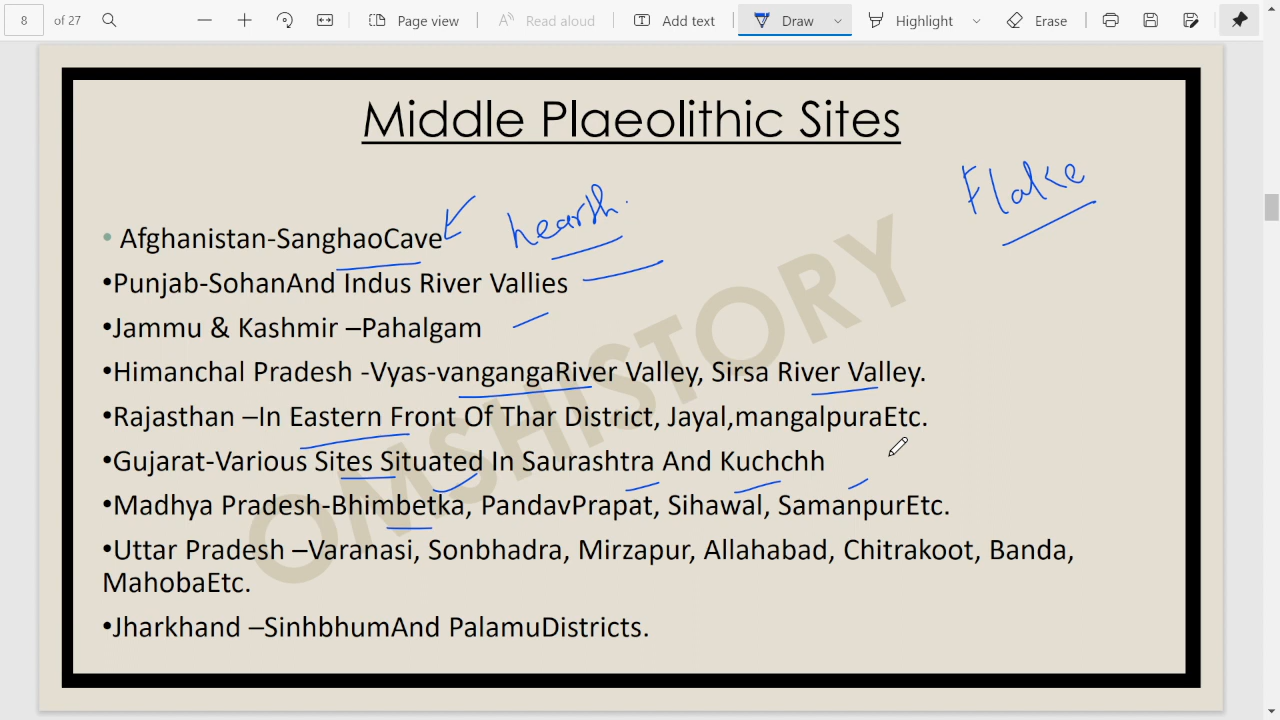 8 of 27 Page view Read aloud Add text Draw Highlight Erase
Middle Plaeolithic Sites
Flake
hearth
• Afghanistan-SanghaoCave
•Punjab-SohanAnd Indus River Vallies
•Jammu & Kashmir –Pahalgam
•Himanchal Pradesh -Vyas-vangangaRiver Valley, Sirsa River Valley.
•Rajasthan –In Eastern Front Of Thar District, Jayal,mangalpuraEtc.
•Gujarat-Various Sites Situated In Saurashtra And Kuchchh
•Madhya Pradesh-Bhimbetka, PandavPrapat, Sihawal, SamanpurEtc.
•Uttar Pradesh –Varanasi, Sonbhadra, Mirzapur, Allahabad, Chitrakoot, Banda,
MahobaEtc.
•Jharkhand –SinhbhumAnd PalamuDistricts.
OMSHISTORY